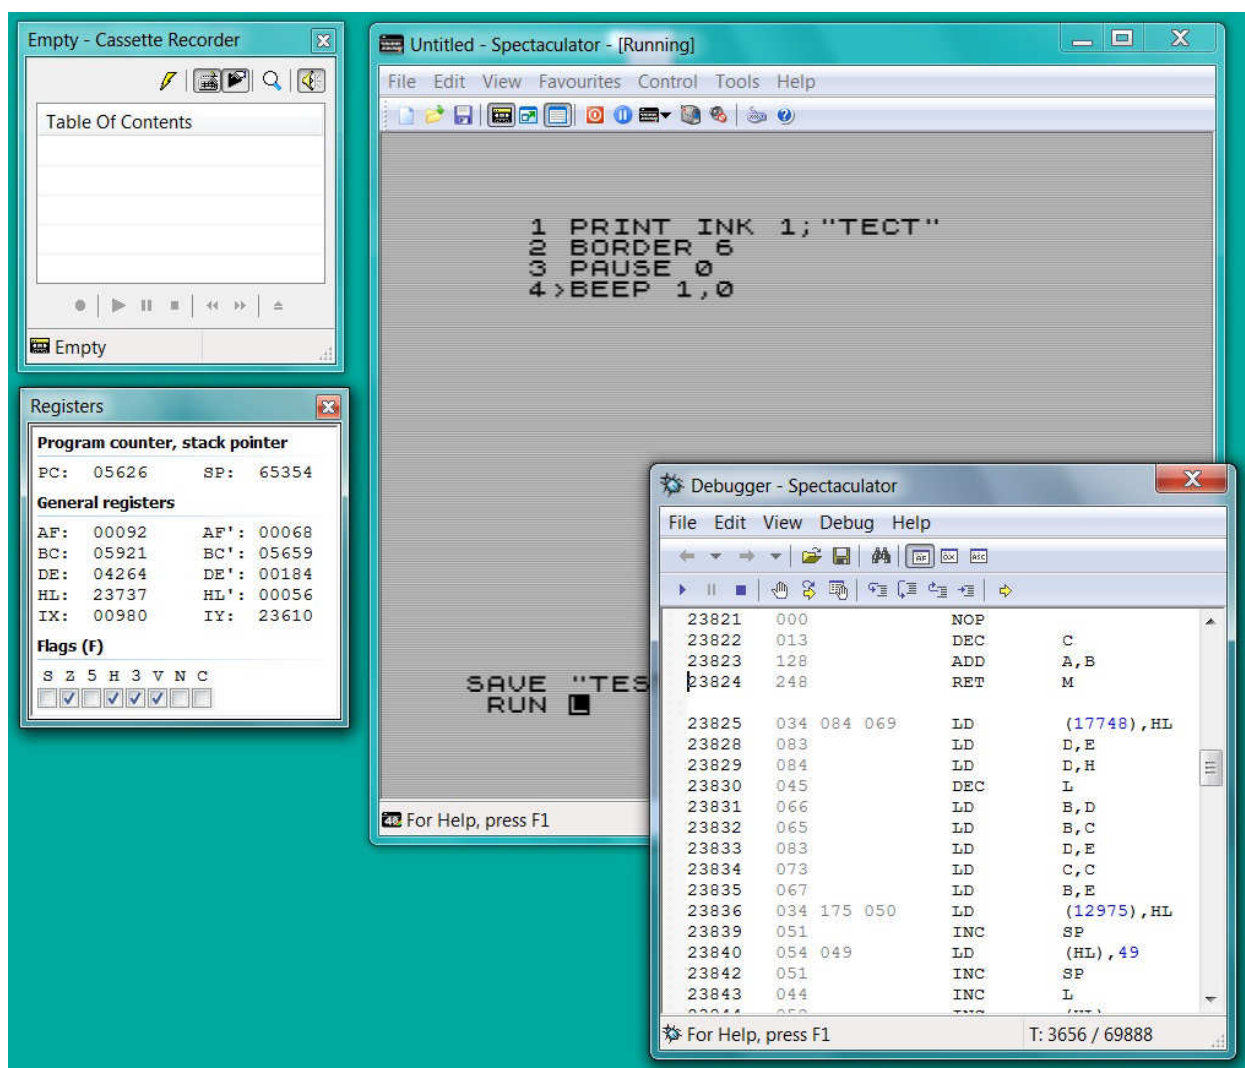 Empty - Cassette Recorder
Table Of Contents
Empty
Registers
Program counter, stack pointer
PC: 05626 SP: 65354
General registers
AF: 00092 AF': 00068
BC: 05921 BC': 05659
DE: 04264 DE': 00184
HL: 23737 HL': 00056
IX: 00980 IY: 23610
Flags (F)
S Z 5 H 3 V N C
Untitled - Spectaculator - [Running]
File Edit View Favourites Control Tools Help
1 PRINT INK 1;"TECT"
2 BORDER 6
3 PAUSE 0
4>BEEP 1,0
SAVE "TES
RUN L
For Help, press F1
Debugger - Spectaculator
File Edit View Debug Help
23821 000 NOP
23822 013 DEC C
23823 128 ADD A,B
23824 248 RET M
23825 034 084 069 LD (17748),HL
23828 083 LD D,E
23829 084 LD D,H
23830 045 DEC L
23831 066 LD B,D
23832 065 LD B,C
23833 083 LD D,E
23834 073 LD C,C
23835 067 LD B,E
23836 034 175 050 LD (12975),HL
23839 051 INC SP
23840 054 049 LD (HL),49
23842 051 INC SP
23843 044 INC L
For Help, press F1 T: 3656 / 69888